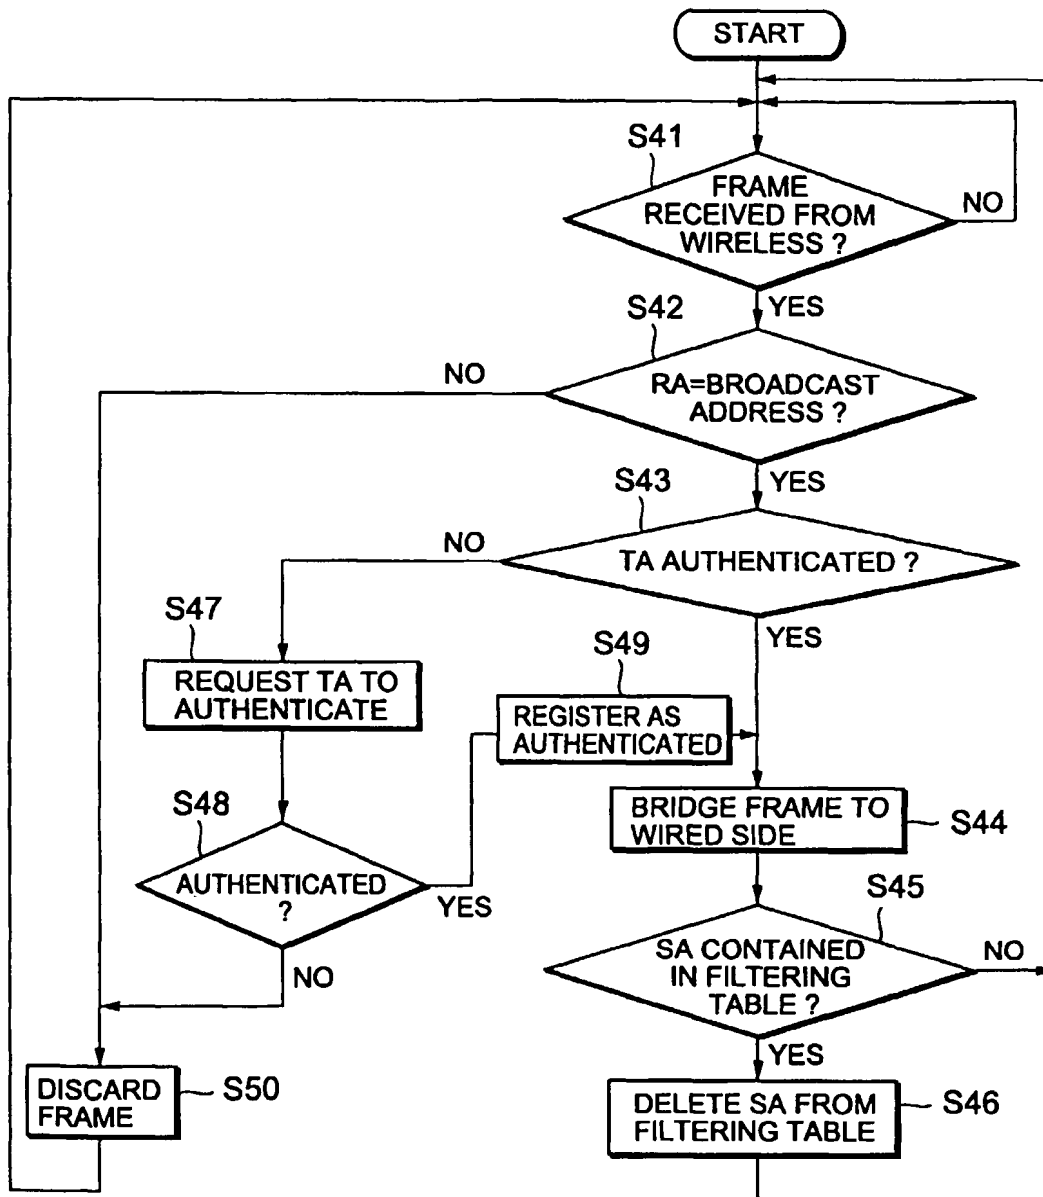 START
S41
FRAME
RECEIVED FROM
WIRELESS ?
NO
YES
S42
RA=BROADCAST
ADDRESS ?
NO
YES
S43
TA AUTHENTICATED ?
NO
YES
S47
REQUEST TA TO
AUTHENTICATE
S49
REGISTER AS
AUTHENTICATED
S48
AUTHENTICATED
?
YES
NO
BRIDGE FRAME TO
WIRED SIDE
S44
S45
SA CONTAINED
IN FILTERING
TABLE ?
NO
YES
DISCARD
FRAME
S50
DELETE SA FROM
FILTERING TABLE
S46